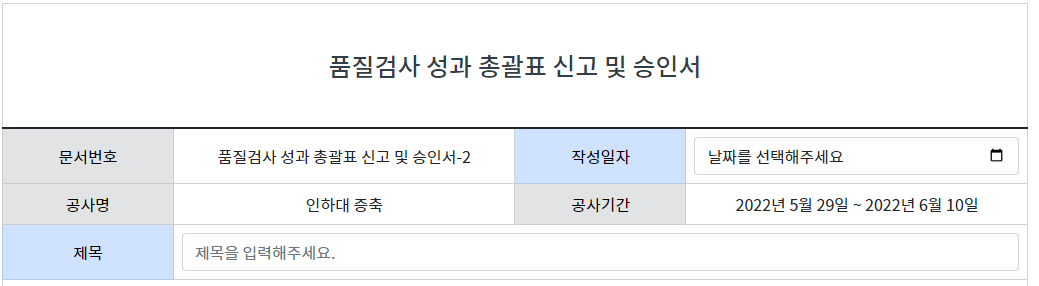 품질검사 성과 총괄표 신고 및 승인서
문서번호 품질검사 성과 총괄표 신고 및 승인서-2 작성일자 날짜를 선택해주세요
공사명 인하대 증축 공사기간 2022년 5월 29일 ~ 2022년 6월 10일
제목 제목을 입력해주세요.